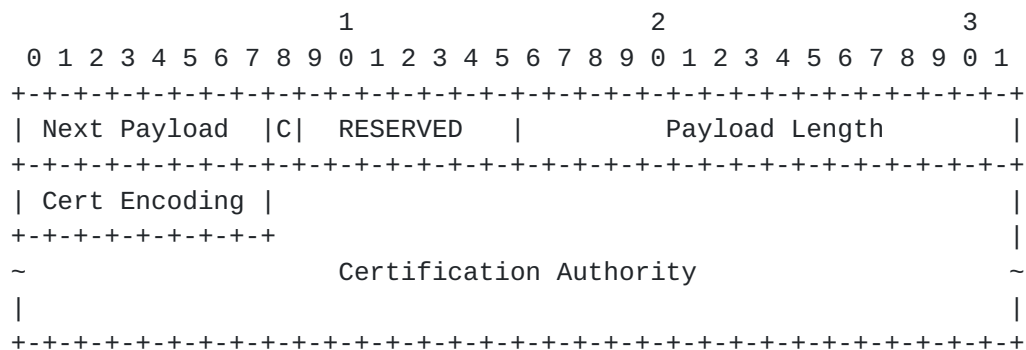 1                   2                   3
 0 1 2 3 4 5 6 7 8 9 0 1 2 3 4 5 6 7 8 9 0 1 2 3 4 5 6 7 8 9 0 1
+-+-+-+-+-+-+-+-+-+-+-+-+-+-+-+-+-+-+-+-+-+-+-+-+-+-+-+-+-+-+-+-+
| Next Payload  |C|  RESERVED   |         Payload Length        |
+-+-+-+-+-+-+-+-+-+-+-+-+-+-+-+-+-+-+-+-+-+-+-+-+-+-+-+-+-+-+-+-+
| Cert Encoding |                                               |
+-+-+-+-+-+-+-+-+                                               |
~                    Certification Authority                    ~
|                                                               |
+-+-+-+-+-+-+-+-+-+-+-+-+-+-+-+-+-+-+-+-+-+-+-+-+-+-+-+-+-+-+-+-+